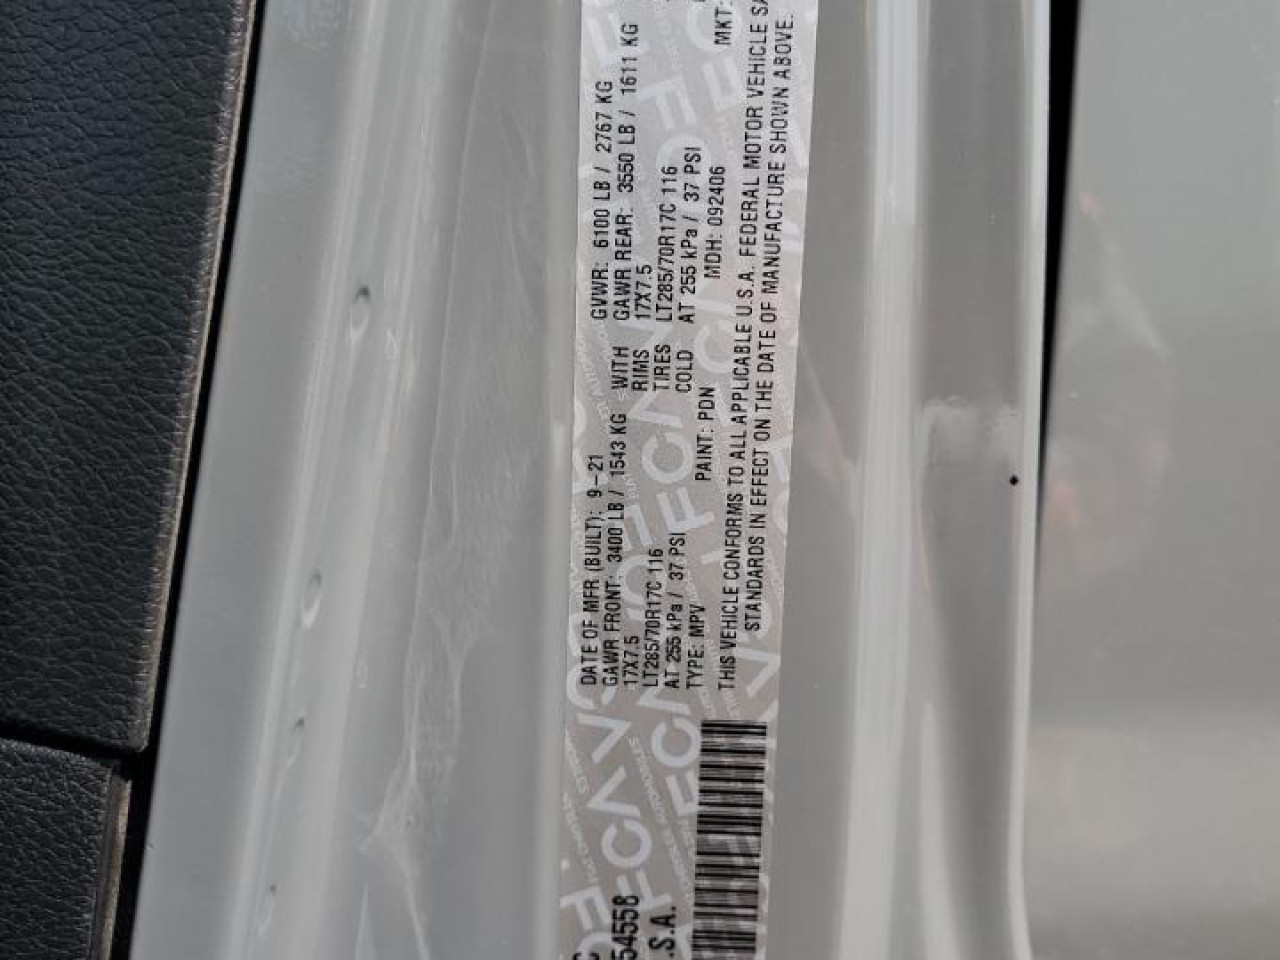 DATE OF MFR (BUILT): 9-21 GVWR: 6100 LB / 2767 KG
GAWR FRONT: 3400 LB / 1543 KG WITH GAWR REAR: 3550 LB / 1611 KG
17X7.5 RIMS 17X7.5
LT285/70R17C 116 TIRES LT285/70R17C 116
AT 255 kPa / 37 PSI COLD AT 255 kPa / 37 PSI
TYPE: MPV PAINT: PDN MDH: 092406 MKT:
THIS VEHICLE CONFORMS TO ALL APPLICABLE U.S.A. FEDERAL MOTOR VEHICLE
STANDARDS IN EFFECT ON THE DATE OF MANUFACTURE SHOWN ABOVE.
54558
.S.A.